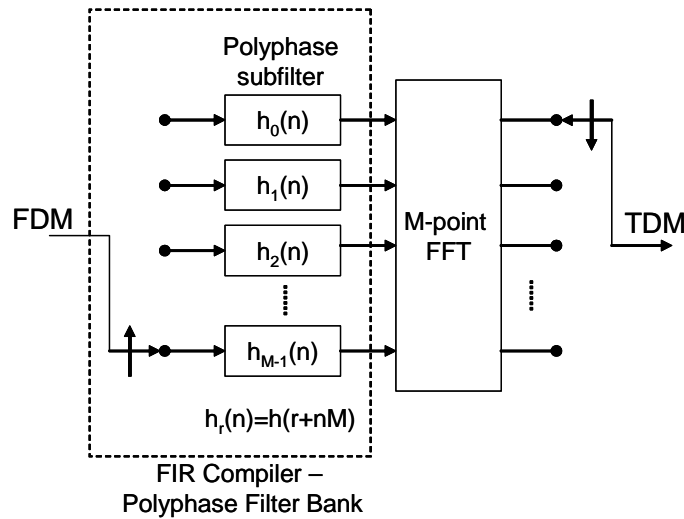 Polyphase
subfilter
h0(n)
h1(n)
FDM
h2(n)
M-point
FFT
TDM
hM-1(n)
hr(n)=h(r+nM)
FIR Compiler –
Polyphase Filter Bank